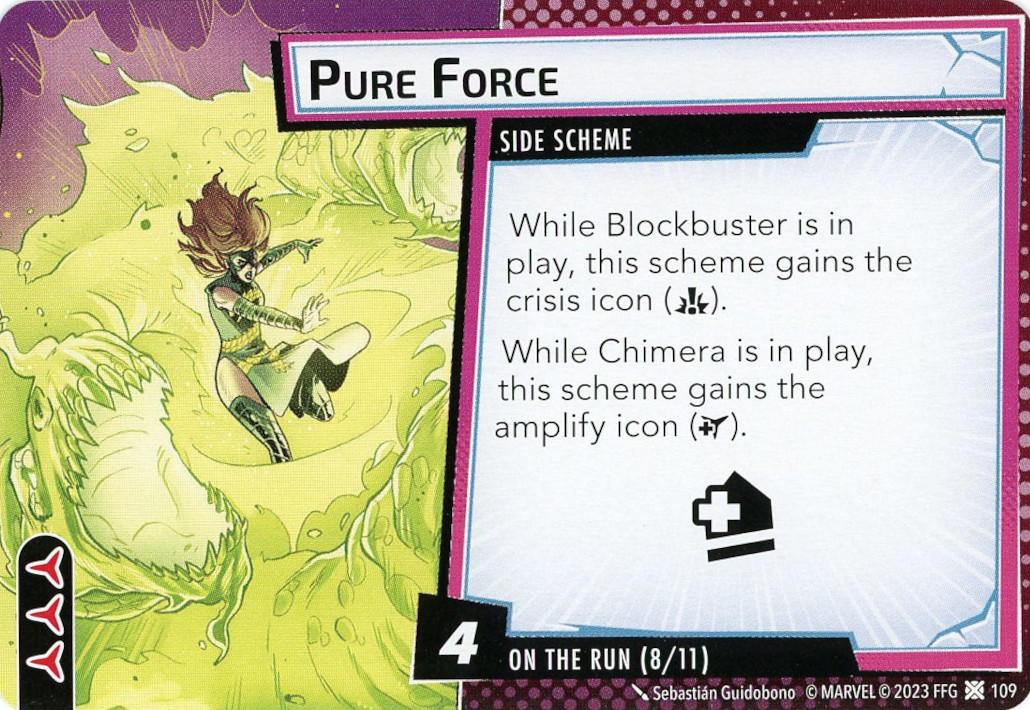 PURE FORCE
SIDE SCHEME
While Blockbuster is in
play, this scheme gains the
crisis icon ( ).
While Chimera is in play,
this scheme gains the
amplify icon ( ).
4
ON THE RUN (8/11)
Sebastián Guidobono © MARVEL © 2023 FFG 109